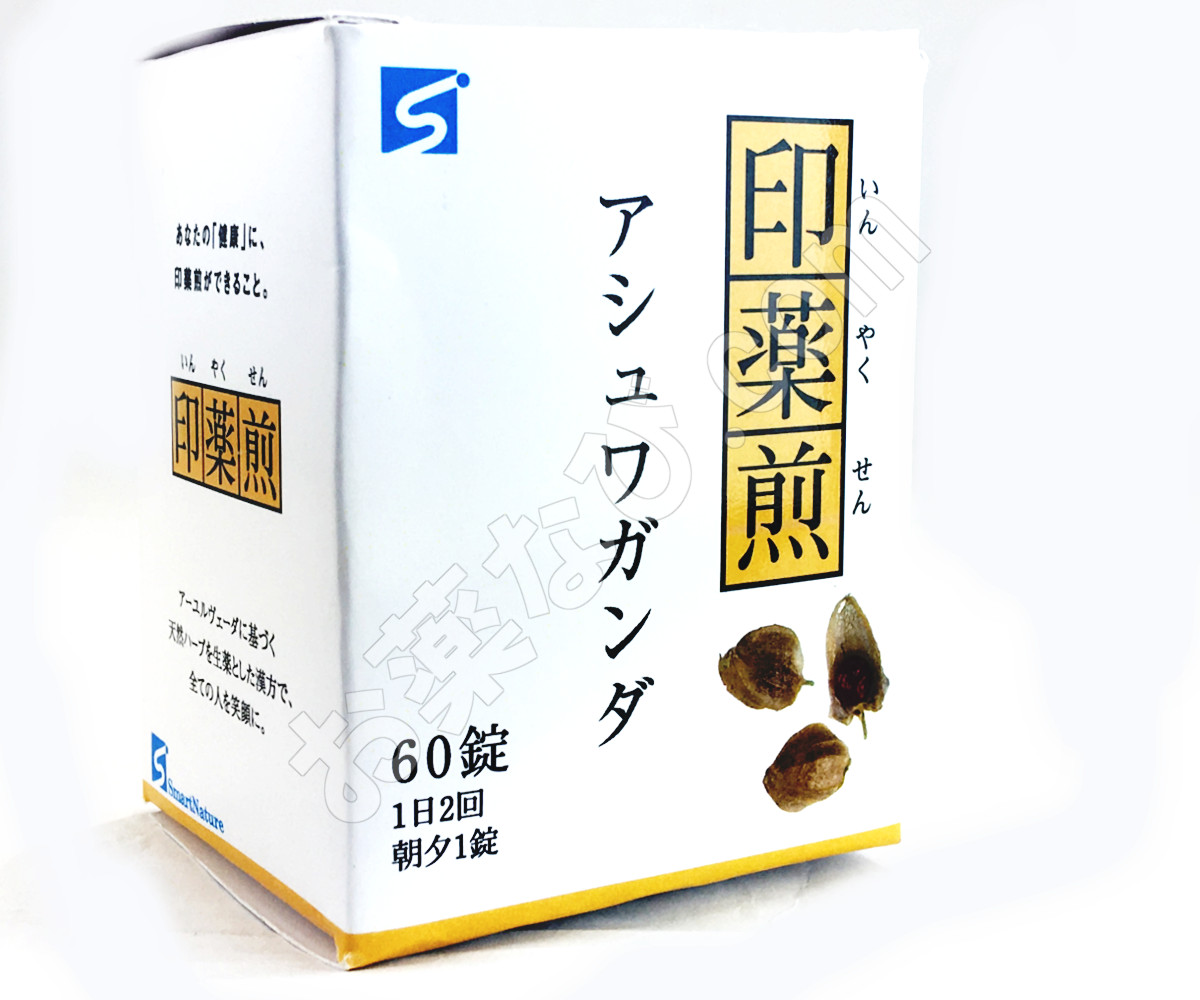 あなたの「健康」に、
印薬煎ができること。
いん やく せん
印薬煎
アーユルヴェーダに基づく
天然ハーブを生薬とした漢方で、
全ての人を笑顔に。
SmartNature
印薬煎
いん やく せん
アシュワガンダ
60錠
1日2回
朝夕1錠
お薬なび.com